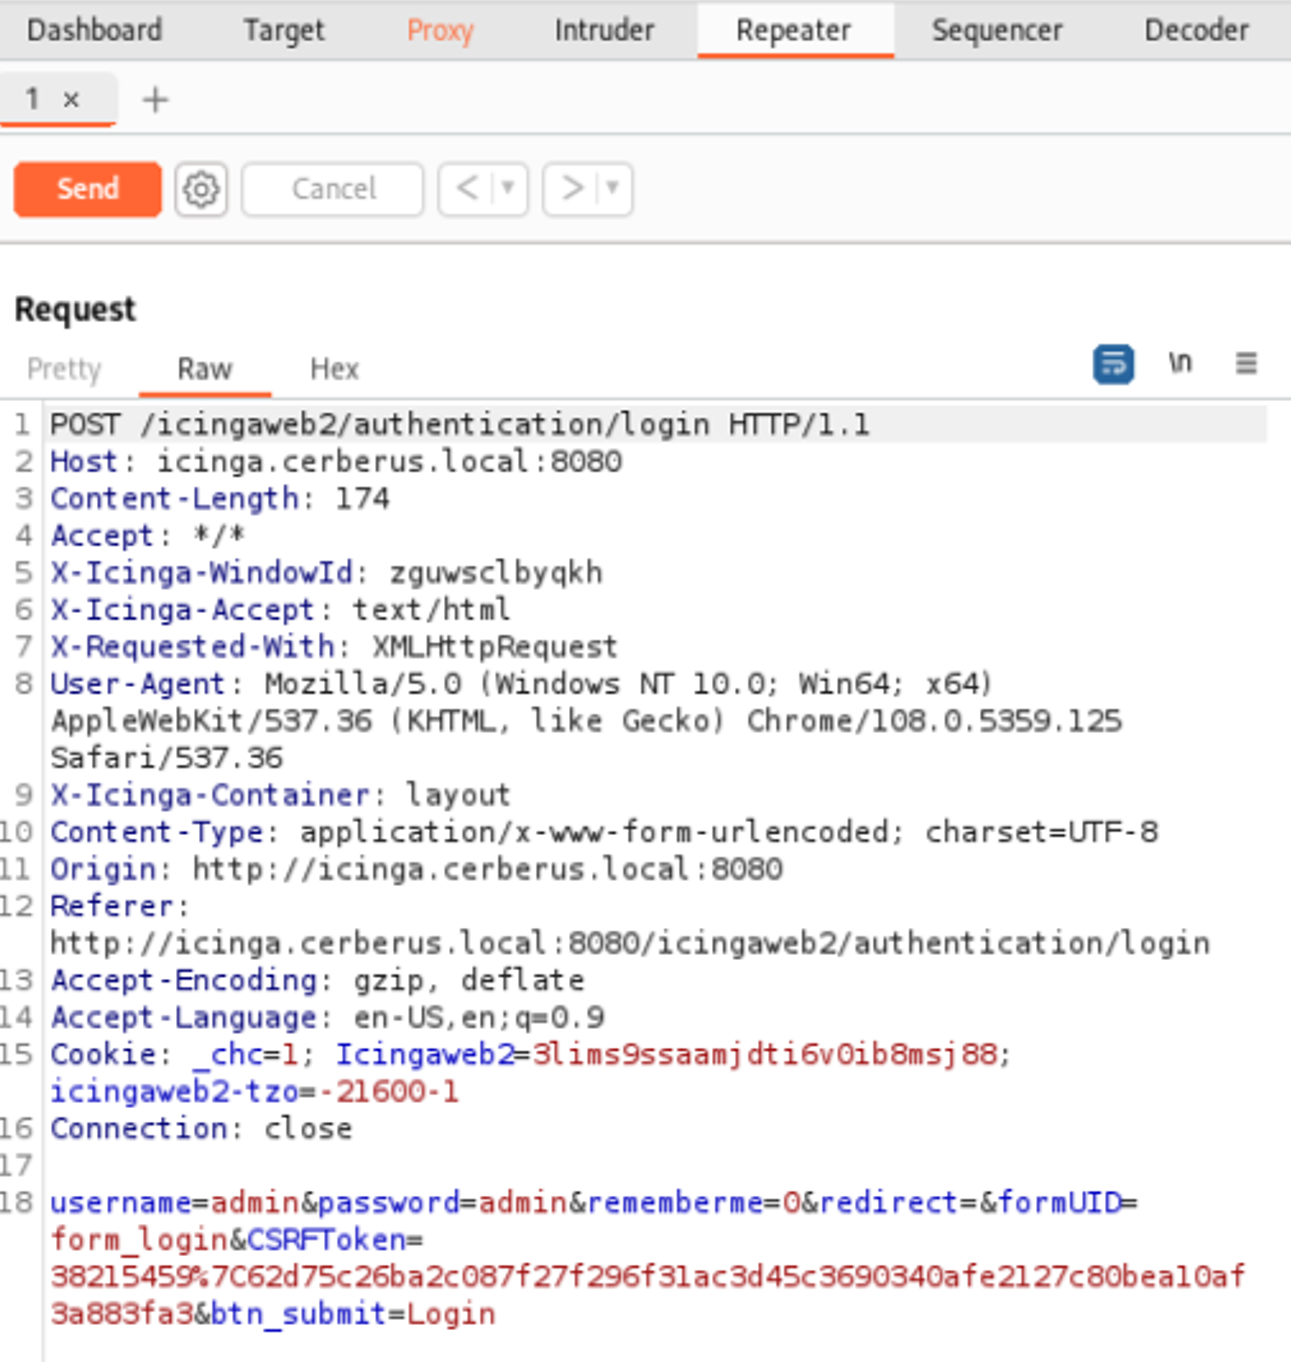 Dashboard Target Proxy Intruder Repeater Sequencer Decoder
1 × +
Send Cancel < ▼ > ▼
Request
Pretty Raw Hex \n
1 POST /icingaweb2/authentication/login HTTP/1.1
2 Host: icinga.cerberus.local:8080
3 Content-Length: 174
4 Accept: */*
5 X-Icinga-WindowId: zguwsclbyqkh
6 X-Icinga-Accept: text/html
7 X-Requested-With: XMLHttpRequest
8 User-Agent: Mozilla/5.0 (Windows NT 10.0; Win64; x64)
AppleWebKit/537.36 (KHTML, like Gecko) Chrome/108.0.5359.125
Safari/537.36
9 X-Icinga-Container: layout
10 Content-Type: application/x-www-form-urlencoded; charset=UTF-8
11 Origin: http://icinga.cerberus.local:8080
12 Referer:
http://icinga.cerberus.local:8080/icingaweb2/authentication/login
13 Accept-Encoding: gzip, deflate
14 Accept-Language: en-US,en;q=0.9
15 Cookie: _chc=1; Icingaweb2=3lims9ssaamjdti6v0ib8msj88;
icingaweb2-tzo=-21600-1
16 Connection: close
17
18 username=admin&password=admin&rememberme=0&redirect=&formUID=
form_login&CSRFToken=
38215459%7C62d75c26ba2c087f27f296f31ac3d45c3690340afe2127c80bea10af
3a883fa3&btn_submit=Login